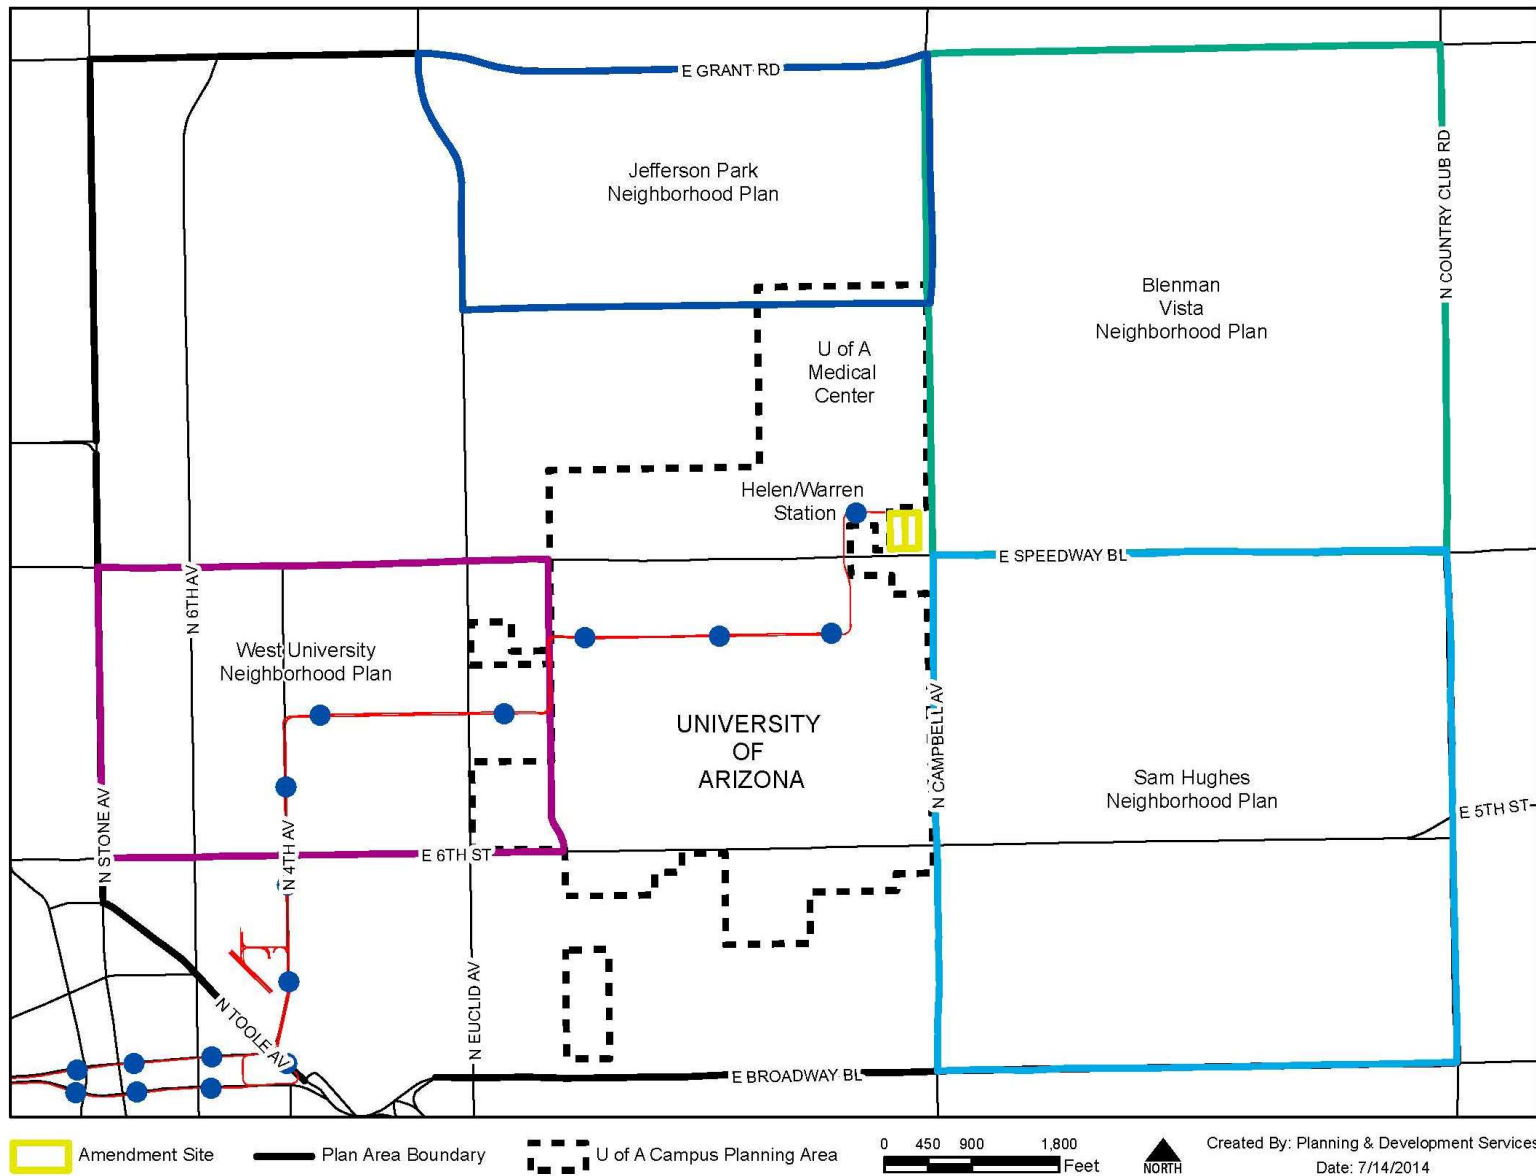 E GRANT RD
Jefferson Park
Neighborhood Plan
N COUNTRY CLUB RD
Blenman
Vista
Neighborhood Plan
U of A
Medical
Center
Helen/Warren
Station
E SPEEDWAY BL
N 6TH AV
West University
Neighborhood Plan
UNIVERSITY
OF
ARIZONA
N CAMPBELL AV
Sam Hughes
Neighborhood Plan
E 5TH ST
N STONE AV
N 4TH AV
E 6TH ST
N EUCLID AV
N TOOLE AV
E BROADWAY BL
Amendment Site
Plan Area Boundary
U of A Campus Planning Area
0 450 900 1,800
Feet
NORTH
Created By: Planning & Development Services
Date: 7/14/2014